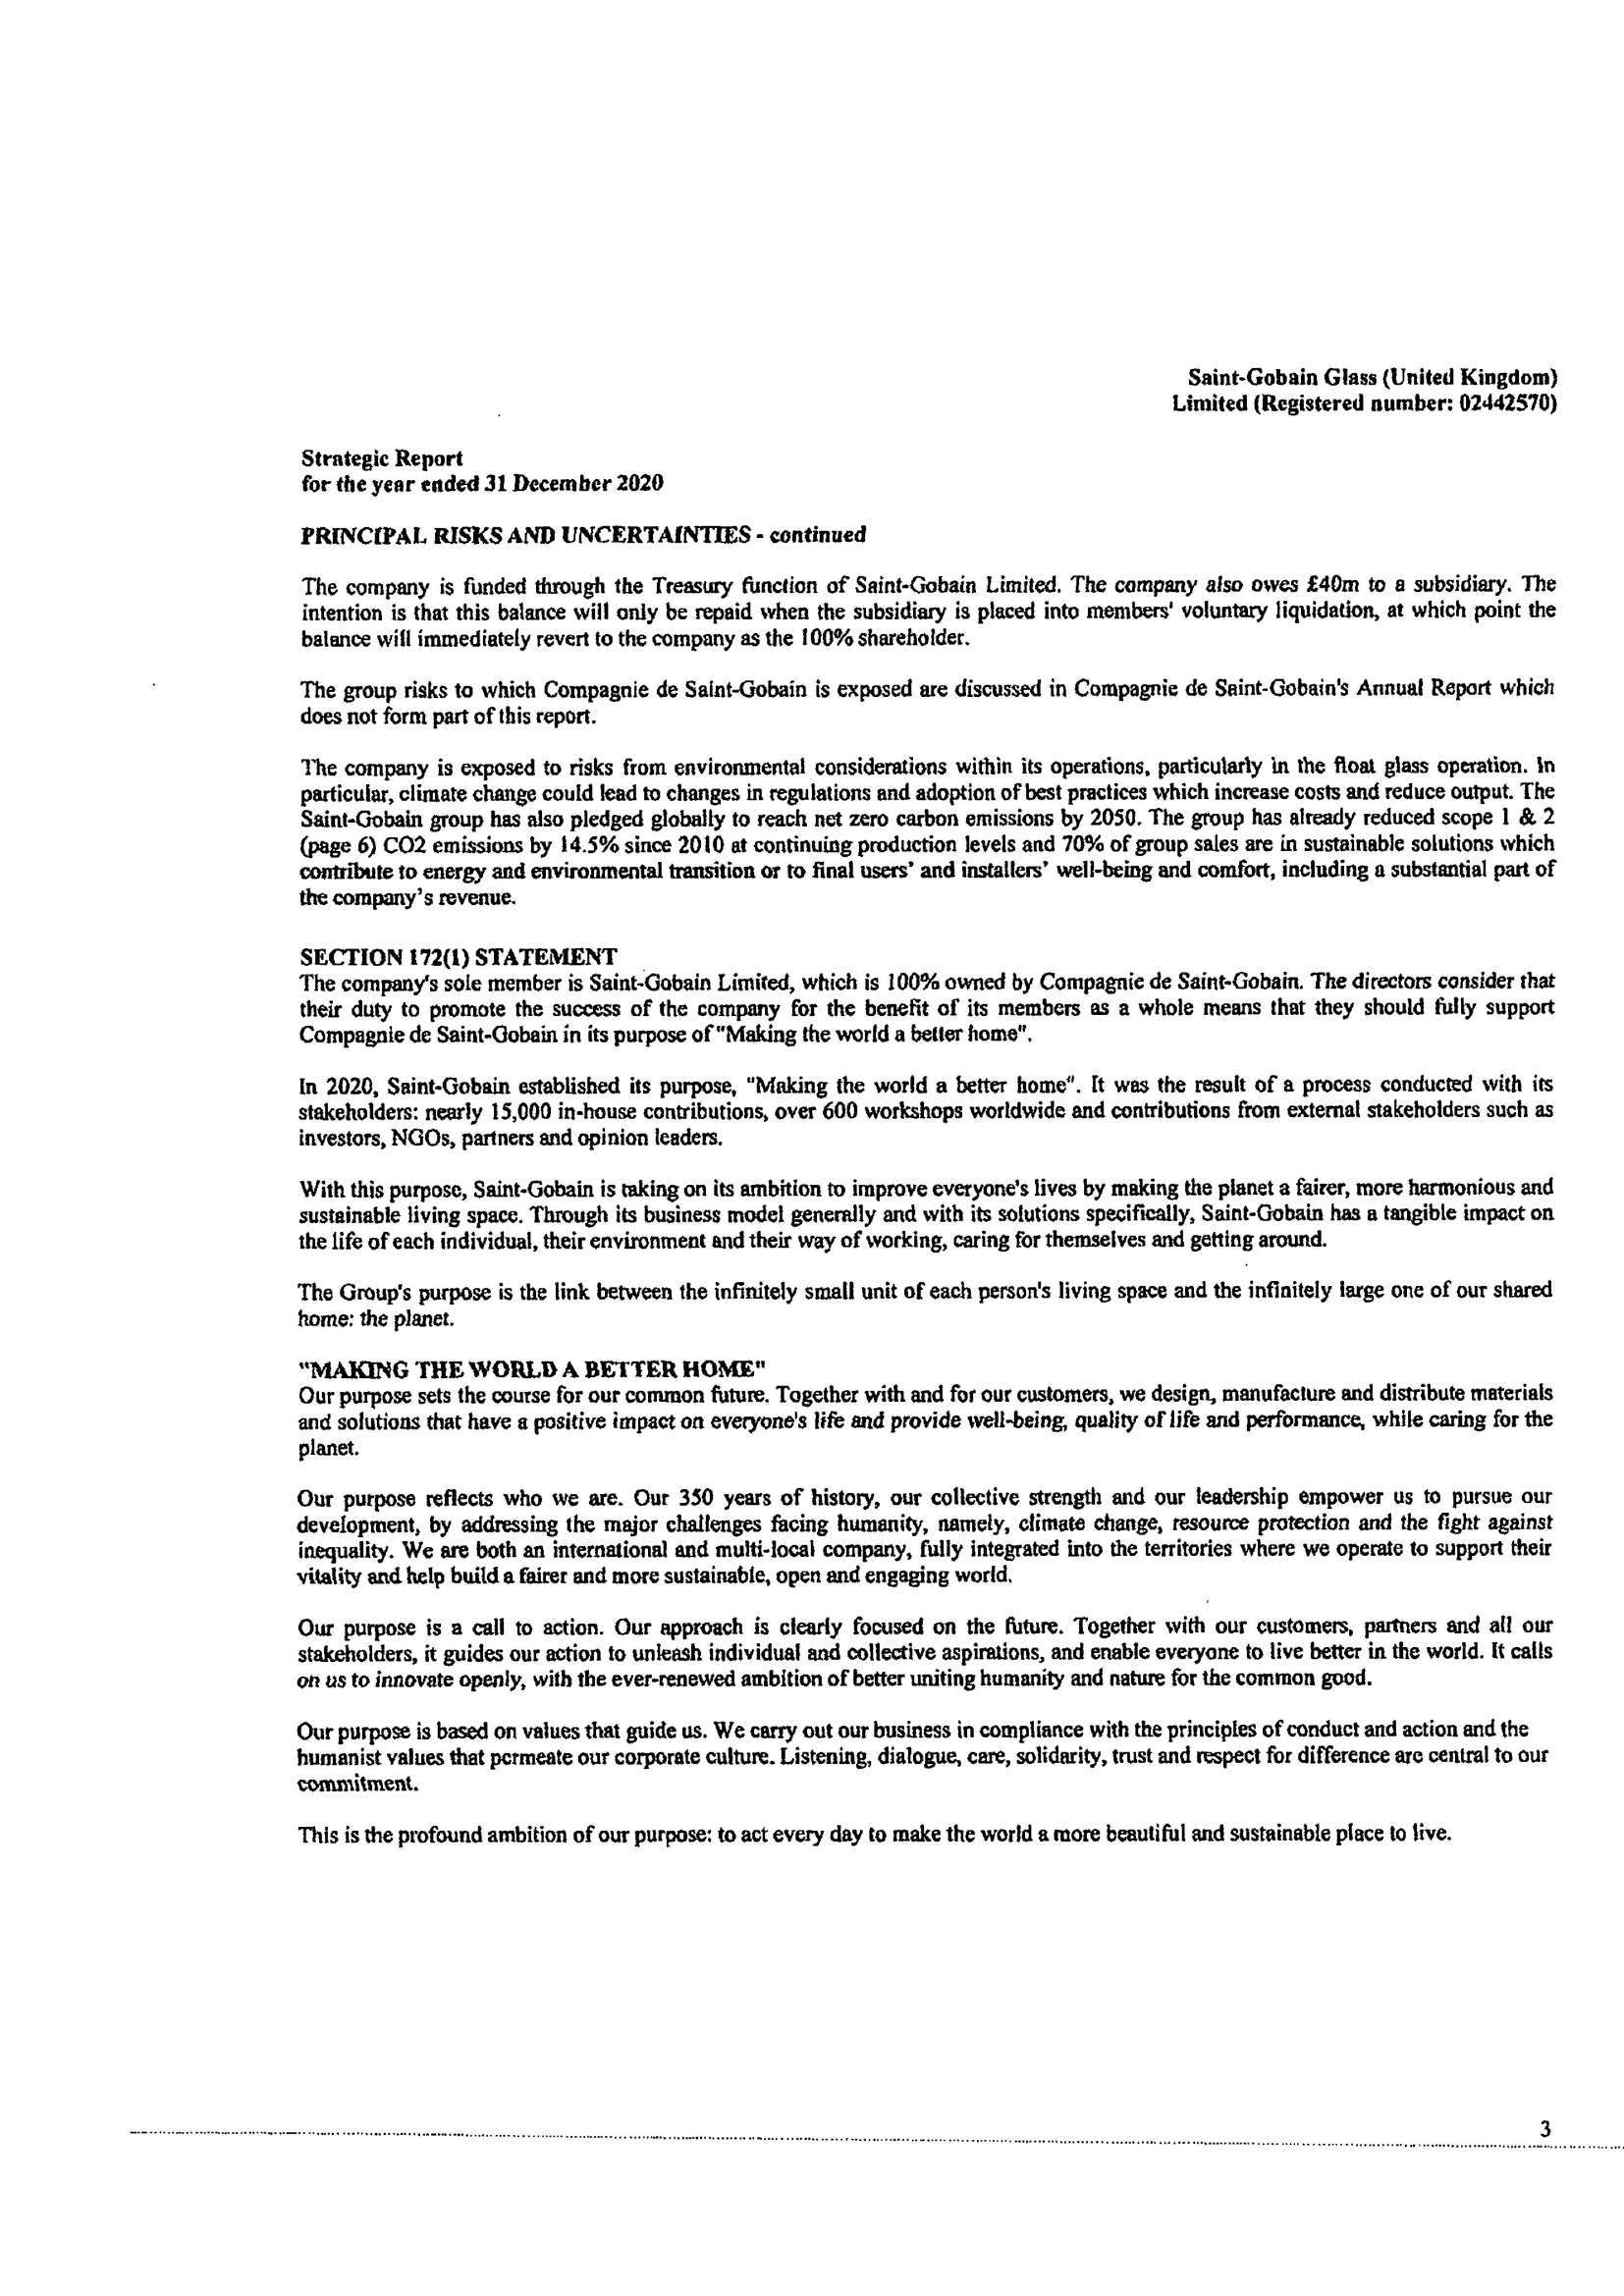 Saint-Gobain Glass (United Kingdom)
Limited (Registered number: 02442570)
Strategic Report
for the year ended 31 December 2020
PRINCIPAL RISKS AND UNCERTAINTIES - continued
The company is funded through the Treasury function of Saint-Gobain Limited. The company also owes £40m to a subsidiary. The
intention is that this balance will only be repaid when the subsidiary is placed into members' voluntary liquidation, at which point the
balance will immediately revert to the company as the 100% shareholder.
The group risks to which Compagnie de Saint-Gobain is exposed are discussed in Compagnie de Saint-Gobain's Annual Report which
does not form part of this report.
The company is exposed to risks from environmental considerations within its operations, particularly in the float glass operation. In
particular, climate change could lead to changes in regulations and adoption of best practices which increase costs and reduce output. The
Saint-Gobain group has also pledged globally to reach net zero carbon emissions by 2050. The group has already reduced scope 1 & 2
(page 6) CO2 emissions by 14.5% since 2010 at continuing production levels and 70% of group sales are in sustainable solutions which
contribute to energy and environmental transition or to final users' and installers' well-being and comfort, including a substantial part of
the company's revenue.
SECTION 172(1) STATEMENT
The company's sole member is Saint-Gobain Limited, which is 100% owned by Compagnie de Saint-Gobain. The directors consider that
their duty to promote the success of the company for the benefit of its members as a whole means that they should fully support
Compagnie de Saint-Gobain in its purpose of "Making the world a better home".
In 2020, Saint-Gobain established its purpose, "Making the world a better home". It was the result of a process conducted with its
stakeholders: nearly 15,000 in-house contributions, over 600 workshops worldwide and contributions from external stakeholders such as
investors, NGOs, partners and opinion leaders.
With this purpose, Saint-Gobain is taking on its ambition to improve everyone's lives by making the planet a fairer, more harmonious and
sustainable living space. Through its business model generally and with its solutions specifically, Saint-Gobain has a tangible impact on
the life of each individual, their environment and their way of working, caring for themselves and getting around.
The Group's purpose is the link between the infinitely small unit of each person's living space and the infinitely large one of our shared
home: the planet.
"MAKING THE WORLD A BETTER HOME"
Our purpose sets the course for our common future. Together with and for our customers, we design, manufacture and distribute materials
and solutions that have a positive impact on everyone's life and provide well-being, quality of life and performance, while caring for the
planet.
Our purpose reflects who we are. Our 350 years of history, our collective strength and our leadership empower us to pursue our
development, by addressing the major challenges facing humanity, namely, climate change, resource protection and the fight against
inequality. We are both an international and multi-local company, fully integrated into the territories where we operate to support their
vitality and help build a fairer and more sustainable, open and engaging world.
Our purpose is a call to action. Our approach is clearly focused on the future. Together with our customers, partners and all our
stakeholders, it guides our action to unleash individual and collective aspirations, and enable everyone to live better in the world. It calls
on us to innovate openly, with the ever-renewed ambition of better uniting humanity and nature for the common good.
Our purpose is based on values that guide us. We carry out our business in compliance with the principles of conduct and action and the
humanist values that permeate our corporate culture. Listening, dialogue, care, solidarity, trust and respect for difference are central to our
commitment.
This is the profound ambition of our purpose: to act every day to make the world a more beautiful and sustainable place to live.
3